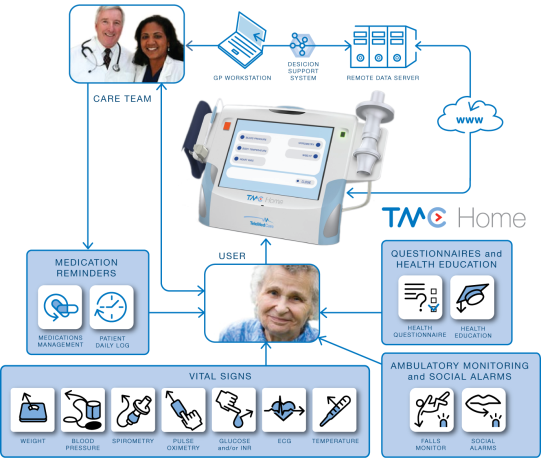 CARE TEAM
GP WORKSTATION
DESICION
SUPPORT
SYSTEM
REMOTE DATA SERVER
www
TMC Home
TMC Home
USER
MEDICATION
REMINDERS
MEDICATIONS
MANAGEMENT
PATIENT
DAILY LOG
QUESTIONNAIRES and
HEALTH EDUCATION
HEALTH
QUESTIONNAIRE
HEALTH
EDUCATION
VITAL SIGNS
WEIGHT
BLOOD
PRESSURE
SPIROMETRY
PULSE
OXIMETRY
GLUCOSE
and/or INR
ECG
TEMPERATURE
AMBULATORY MONITORING
and SOCIAL ALARMS
FALLS
MONITOR
SOCIAL
ALARMS